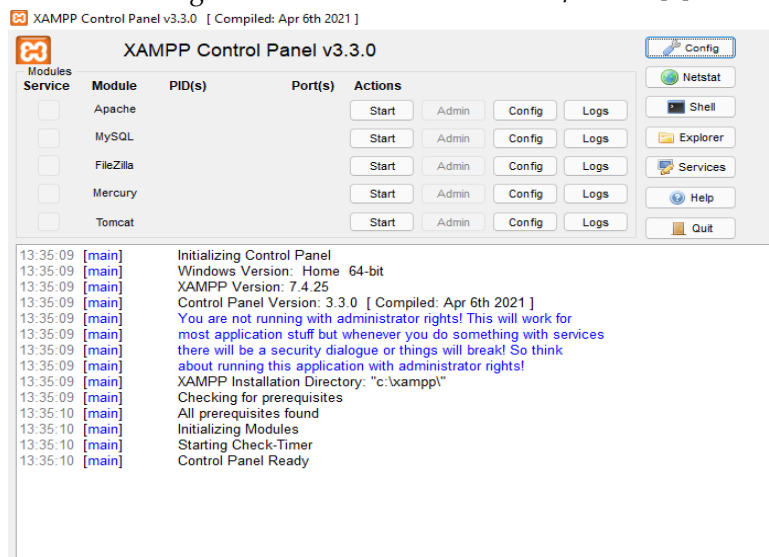 XAMPP Control Panel v3.3.0 [ Compiled: Apr 6th 2021 ]
XAMPP Control Panel v3.3.0
Config
Modules
Service Module PID(s) Port(s) Actions
Netstat
Apache Start Admin Config Logs
Shell
MySQL Start Admin Config Logs
Explorer
FileZilla Start Admin Config Logs
Services
Mercury Start Admin Config Logs
Help
Tomcat Start Admin Config Logs
Quit
13:35:09 [main] Initializing Control Panel
13:35:09 [main] Windows Version: Home 64-bit
13:35:09 [main] XAMPP Version: 7.4.25
13:35:09 [main] Control Panel Version: 3.3.0 [ Compiled: Apr 6th 2021 ]
13:35:09 [main] You are not running with administrator rights! This will work for
13:35:09 [main] most application stuff but whenever you do something with services
13:35:09 [main] there will be a security dialogue or things will break! So think
13:35:09 [main] about running this application with administrator rights!
13:35:09 [main] XAMPP Installation Directory: "c:\xampp\"
13:35:09 [main] Checking for prerequisites
13:35:10 [main] All prerequisites found
13:35:10 [main] Initializing Modules
13:35:10 [main] Starting Check-Timer
13:35:10 [main] Control Panel Ready